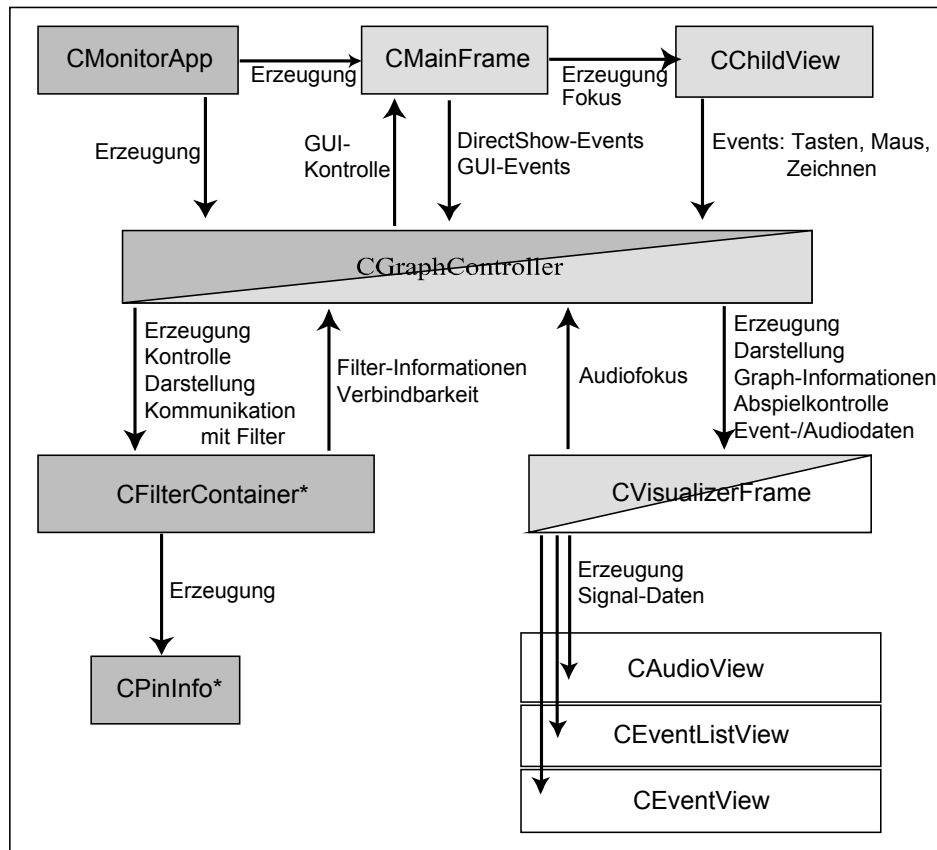 CMonitorApp
Erzeugung
CMainFrame
Erzeugung
Fokus
CChildView
Erzeugung
GUI-
Kontrolle
DirectShow-Events
GUI-Events
Events: Tasten, Maus,
Zeichnen
CGraphController
Erzeugung
Kontrolle
Darstellung
Kommunikation
mit Filter
Filter-Informationen
Verbindbarkeit
Audiofokus
Erzeugung
Darstellung
Graph-Informationen
Abspielkontrolle
Event-/Audiodaten
CFilterContainer*
CVisualizerFrame
Erzeugung
Erzeugung
Signal-Daten
CPinInfo*
CAudioView
CEventListView
CEventView